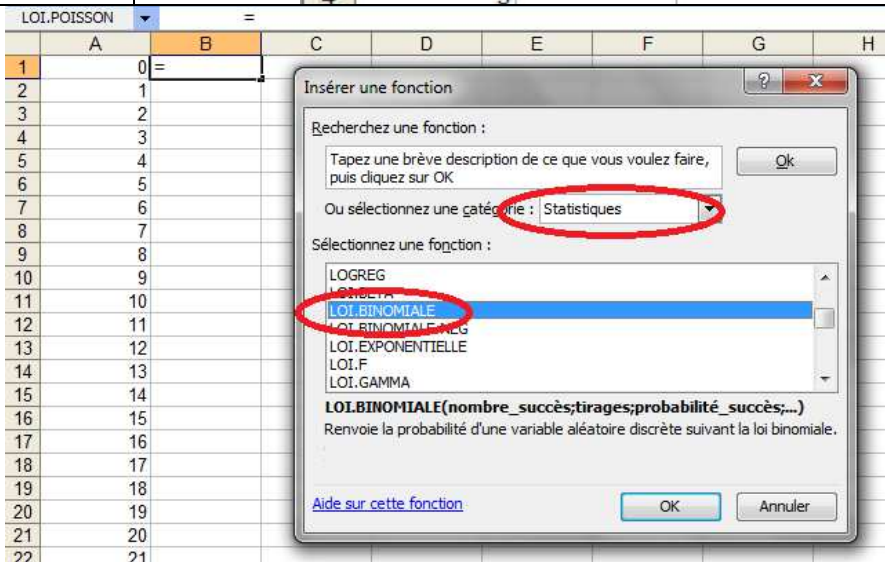 LOI.POISSON =
A B C D E F G H
1 0 =
2 1
3 2
4 3
5 4
6 5
7 6
8 7
9 8
10 9
11 10
12 11
13 12
14 13
15 14
16 15
17 16
18 17
19 18
20 19
21 20
22 21
Insérer une fonction
Recherchez une fonction :
Tapez une brève description de ce que vous voulez faire,
puis cliquez sur OK
Ok
Ou sélectionnez une catégorie : Statistiques
Sélectionnez une fonction :
LOGREG
LOI.BETA
LOI.BINOMIALE
LOI.BINOMIALE.NEG
LOI.EXPONENTIELLE
LOI.F
LOI.GAMMA
LOI.BINOMIALE(nombre_succès;tirages;probabilité_succès;...)
Renvoie la probabilité d'une variable aléatoire discrète suivant la loi binomiale.
Aide sur cette fonction
OK
Annuler